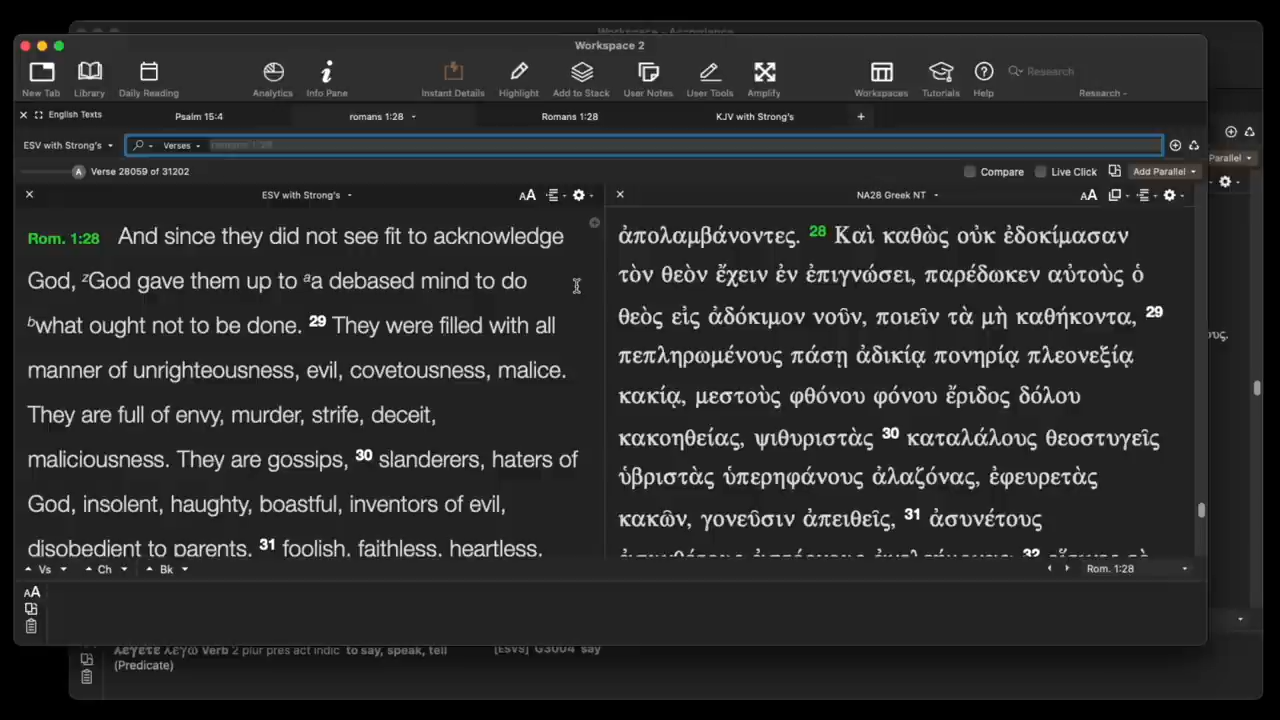 Workspace 2
New Tab Library Daily Reading Analytics Info Pane Instant Details Highlight Add to Stack User Notes User Tools Amplify Workspaces Tutorials Help Research
Research
English Texts Psalm 15:4 romans 1:28 Romans 1:28 KJV with Strong's
ESV with Strong's Verses romans 1:28
Parallel
A Verse 28059 of 31202 Compare Live Click Add Parallel
ESV with Strong's
Rom. 1:28 And since they did not see fit to acknowledge
God, zGod gave them up to aa debased mind to do
bwhat ought not to be done. 29 They were filled with all
manner of unrighteousness, evil, covetousness, malice.
They are full of envy, murder, strife, deceit,
maliciousness. They are gossips, 30 slanderers, haters of
God, insolent, haughty, boastful, inventors of evil,
disobedient to parents, 31 foolish, faithless, heartless,
NA28 Greek NT
ἀπολαμβάνοντες. 28 Καὶ καθὼς οὐκ ἐδοκίμασαν
τὸν θεὸν ἔχειν ἐν ἐπιγνώσει, παρέδωκεν αὐτοὺς ὁ
θεὸς εἰς ἀδόκιμον νοῦν, ποιεῖν τὰ μὴ καθήκοντα, 29
πεπληρωμένους πάσῃ ἀδικίᾳ πονηρίᾳ πλεονεξίᾳ
κακίᾳ, μεστοὺς φθόνου φόνου ἔριδος δόλου
κακοηθείας, ψιθυριστὰς 30 καταλάλους θεοστυγεῖς
ὑβριστὰς ὑπερηφάνους ἀλαζόνας, ἐφευρετὰς
κακῶν, γονεῦσιν ἀπειθεῖς, 31 ἀσυνέτους
32
Vs Ch Bk Rom. 1:28
AA
λέγετε λέγω Verb 2 plur pres act indic to say, speak, tell [ESVS] G3004 say
(Predicate)